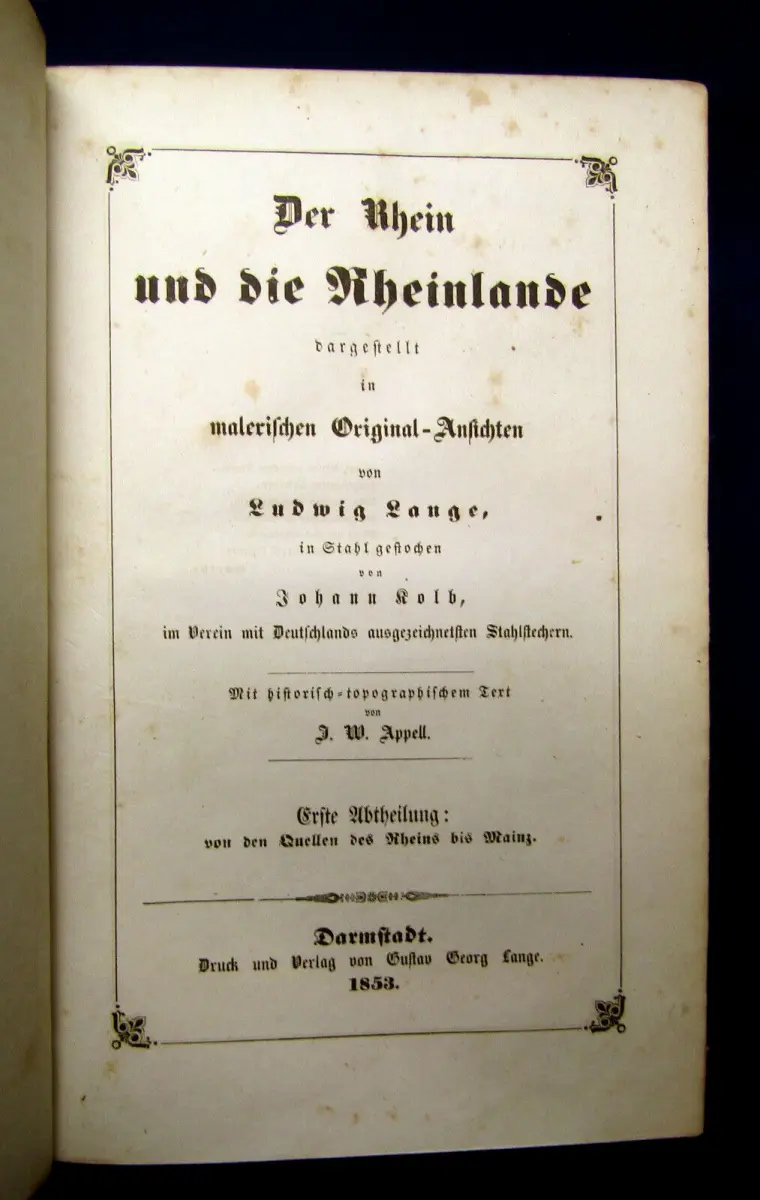 Der Rhein
und die Rheinlande
dargestellt
in
malerischen Original-Ansichten
von
Ludwig Lange,
in Stahl gestochen
von
Johann Kolb,
im Verein mit Deutschlands ausgezeichnetsten Stahlstechern.
Mit historisch-topographischem Text
von
J. W. Appell.
Erste Abtheilung:
von den Quellen des Rheins bis Mainz.
Darmstadt.
Druck und Verlag von Gustav Georg Lange.
1853.